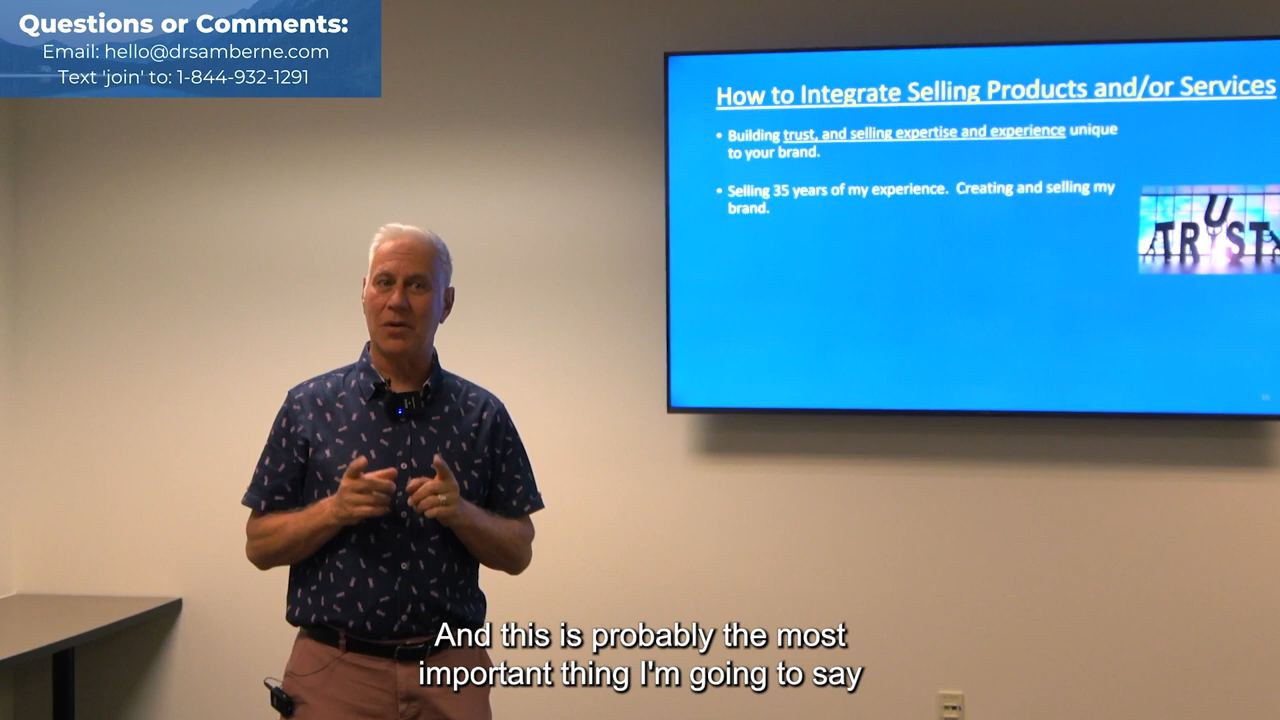 Questions or Comments:
Email: hello@drsamberne.com
Text 'join' to: 1-844-932-1291
How to Integrate Selling Products and/or Services
• Building trust, and selling expertise and experience unique
to your brand.
• Selling 35 years of my experience.  Creating and selling my
brand.
TRUST
And this is probably the most
important thing I'm going to say